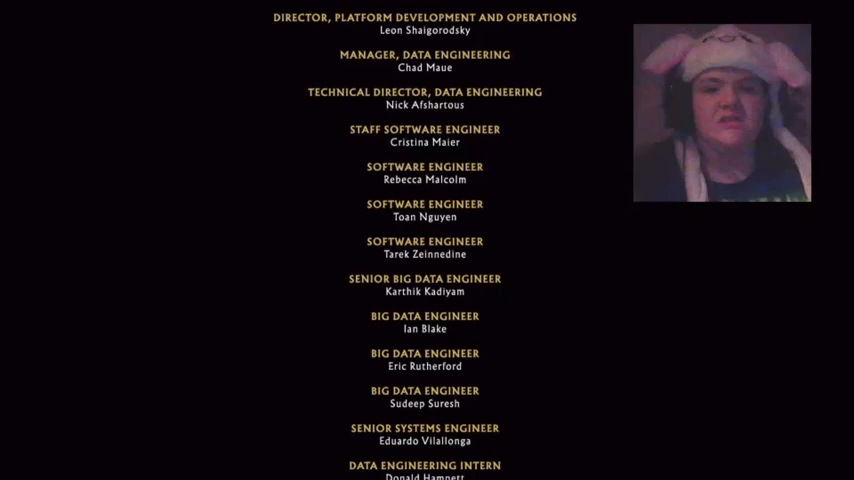 DIRECTOR, PLATFORM DEVELOPMENT AND OPERATIONS
Leon Shaigorodsky
MANAGER, DATA ENGINEERING
Chad Maue
TECHNICAL DIRECTOR, DATA ENGINEERING
Nick Afshartous
STAFF SOFTWARE ENGINEER
Cristina Maier
SOFTWARE ENGINEER
Rebecca Malcolm
SOFTWARE ENGINEER
Toan Nguyen
SOFTWARE ENGINEER
Tarek Zeinnedine
SENIOR BIG DATA ENGINEER
Karthik Kadiyam
BIG DATA ENGINEER
Ian Blake
BIG DATA ENGINEER
Eric Rutherford
BIG DATA ENGINEER
Sudeep Suresh
SENIOR SYSTEMS ENGINEER
Eduardo Vilallonga
DATA ENGINEERING INTERN
Donald Hamnett